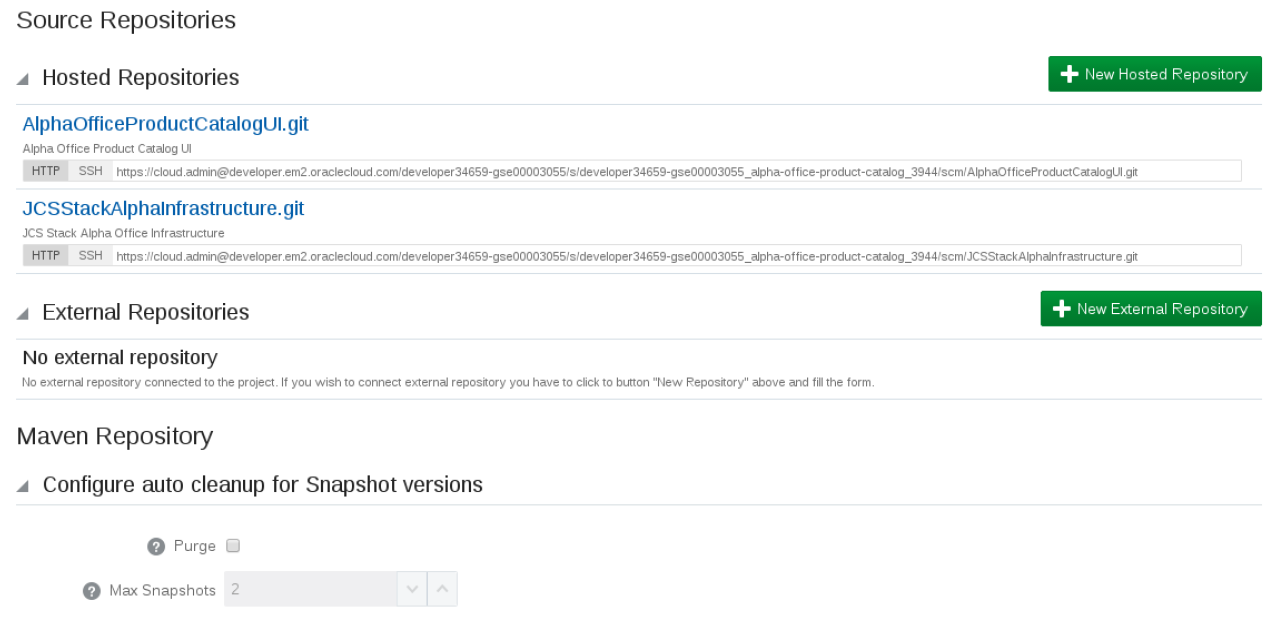 Source Repositories
Hosted Repositories
New Hosted Repository
AlphaOfficeProductCatalogUI.git
Alpha Office Product Catalog UI
HTTP SSH https://cloud.admin@developer.em2.oraclecloud.com/developer34659-gse00003055/s/developer34659-gse00003055_alpha-office-product-catalog_3944/scm/AlphaOfficeProductCatalogUI.git
JCSStackAlphaInfrastructure.git
JCS Stack Alpha Office Infrastructure
HTTP SSH https://cloud.admin@developer.em2.oraclecloud.com/developer34659-gse00003055/s/developer34659-gse00003055_alpha-office-product-catalog_3944/scm/JCSStackAlphaInfrastructure.git
External Repositories
New External Repository
No external repository
No external repository connected to the project. If you wish to connect external repository you have to click to button "New Repository" above and fill the form.
Maven Repository
Configure auto cleanup for Snapshot versions
? Purge
? Max Snapshots 2